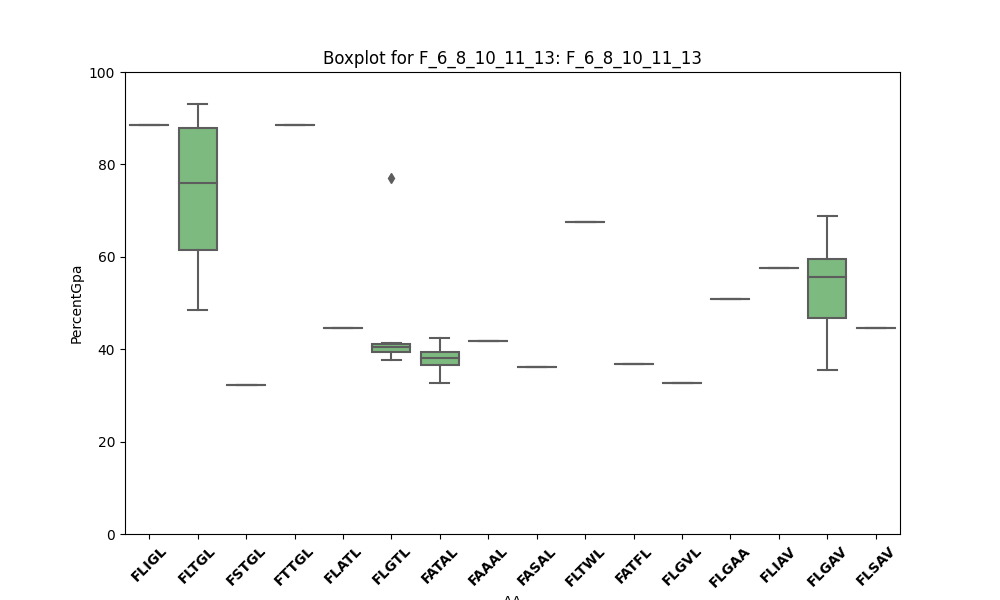 Boxplot for F_6_8_10_11_13: F_6_8_10_11_13
100
80
60
40
20
0
PercentGpa
FLIGL
FLTGL
FSTGL
FTTGL
FLATL
FLGTL
FATAL
FAAAL
FASAL
FLTWL
FATFL
FLGVL
FLGAA
FLIAV
FLGAV
FLSAV
AA